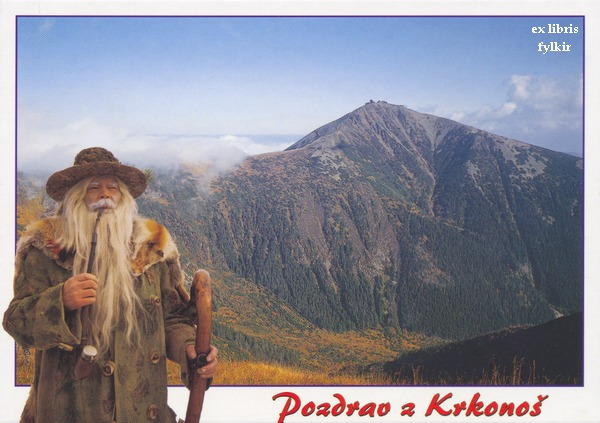 ex libris
fylkir
Pozdrav z Krkonoš